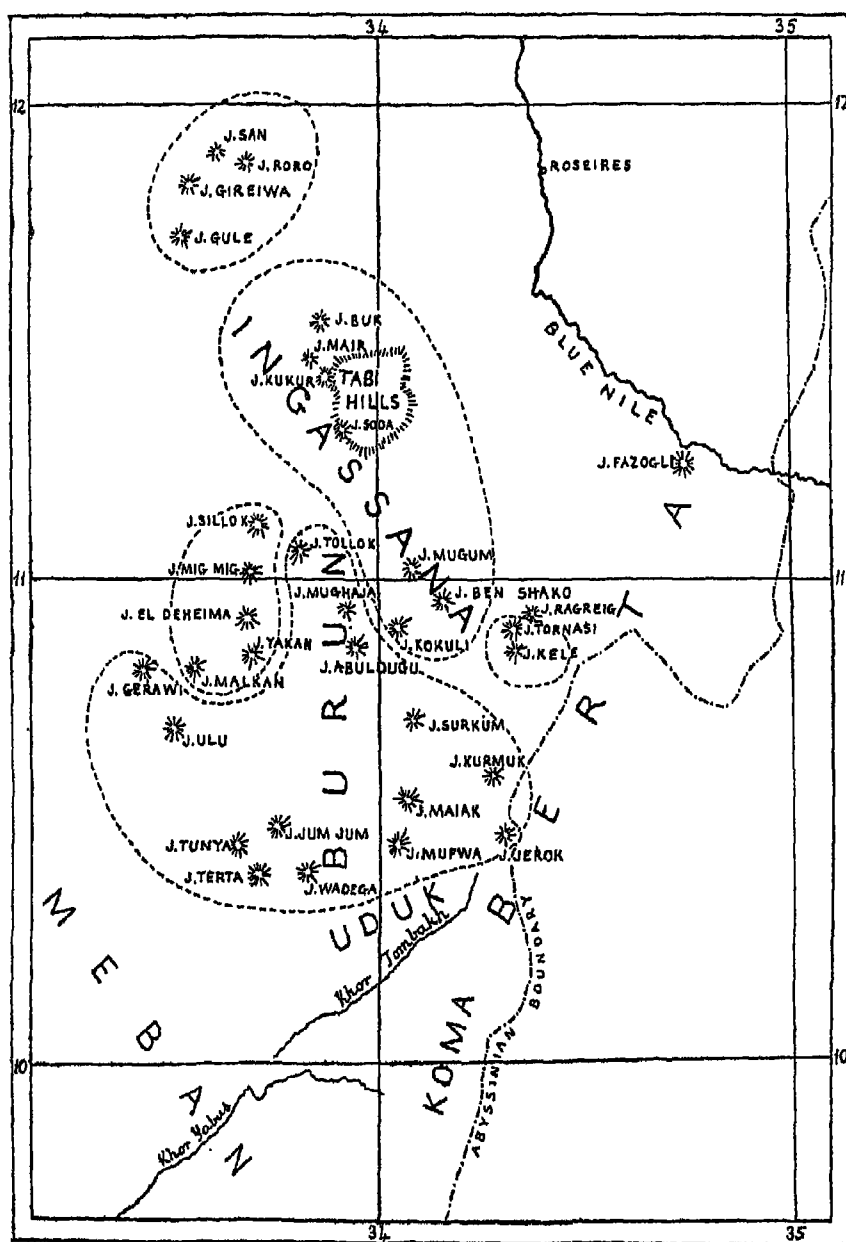 34
35
12
12
J. SAN
J. RORO
J. GIREIWA
J. GULE
ROSEIRES
BLUE NILE
INGASSANA
J. BUK
J. MAIR
J. KUKUR
TABI
HILLS
J. SODA
J. FAZOGLI
J. SILLOK
J. TOLLOK
J. MUGUM
11
11
J. MIG MIG
J. MUGHAJA
J. BEN SHAKO
J. RAGREIG
J. EL DEHEIMA
J. TORNASI
J. KOKULI
J. YAKAN
J. ABULDUGU
J. KELE
J. GERAWI
J. MALKAN
BURUN
BERTA
J. ULU
J. SURKUM
J. KURMUK
J. MAIAK
J. JUM JUM
J. TUNYA
J. MUFWA
J. JEROK
J. TERTA
J. WADEGA
UDUK
Khor Tombakh
MEBAN
KOMA
ABYSSINIAN BOUNDARY
10
10
Khor Yabus
34
35